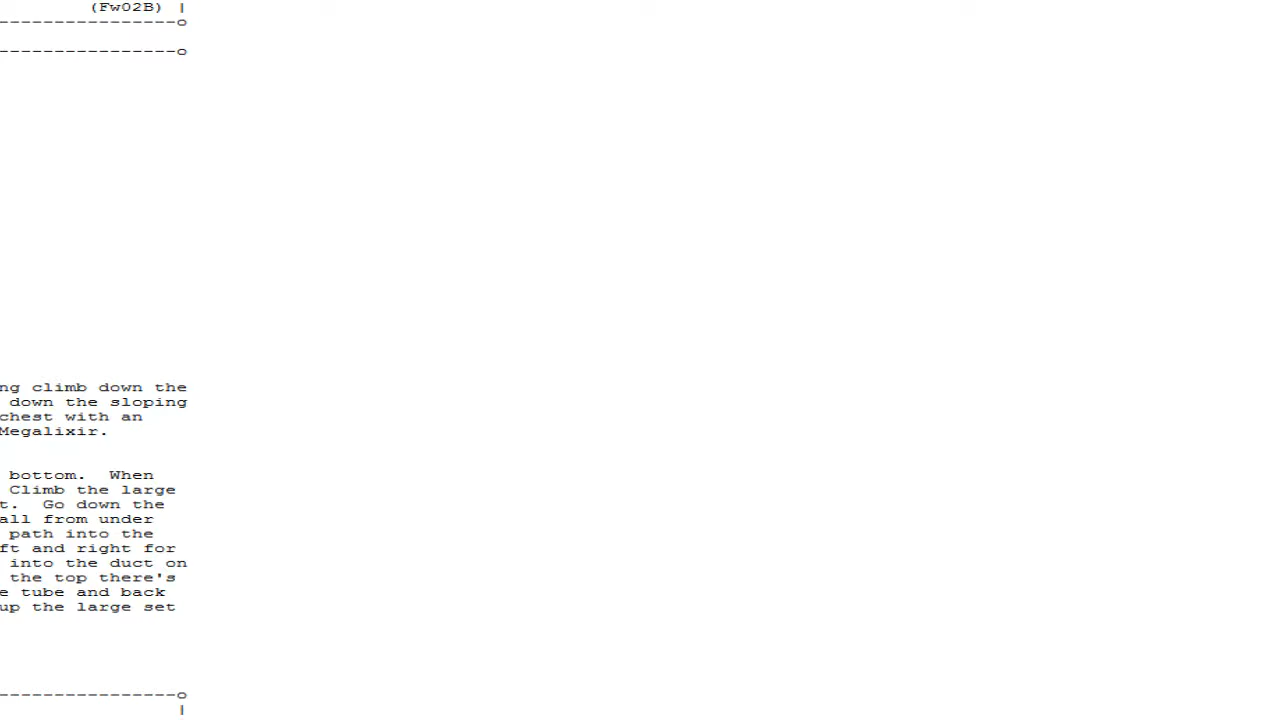 (Fw02B) |
----------------o
----------------o
ng climb down the
down the sloping
chest with an
Megalixir.
bottom.  When
Climb the large
t.  Go down the
all from under
path into the
ft and right for
into the duct on
the top there's
e tube and back
up the large set
----------------o
|